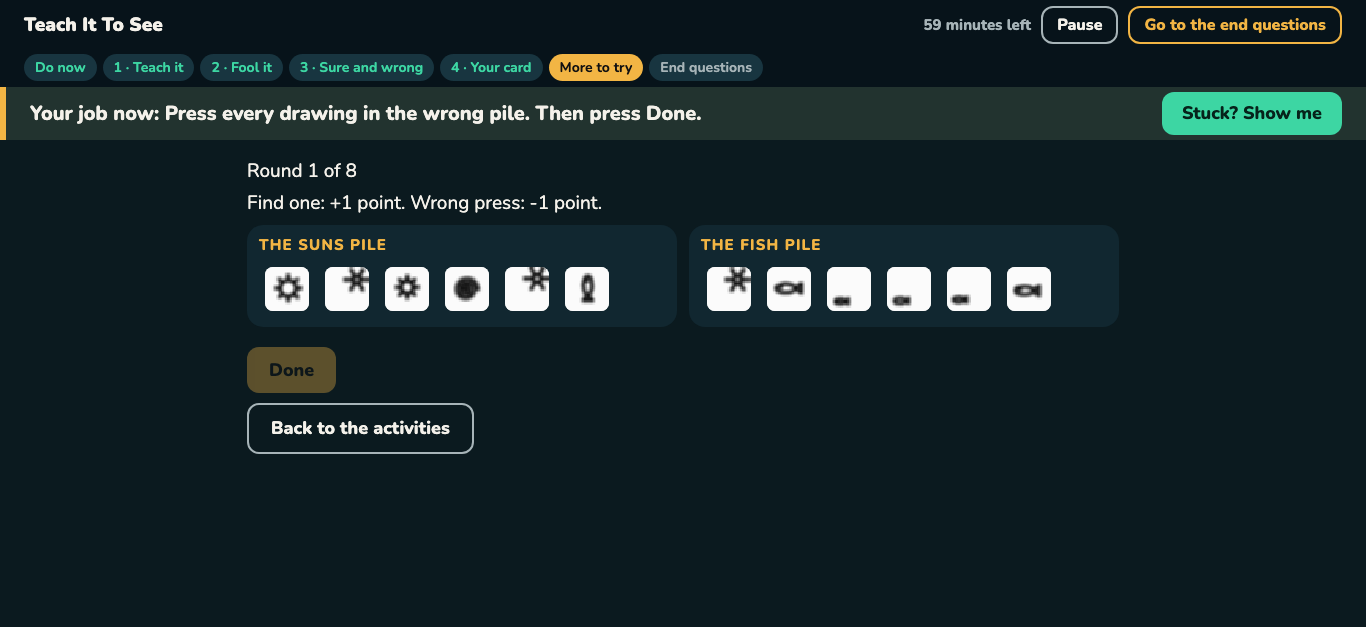 Teach It To See
59 minutes left
Pause
Go to the end questions
Do now
1 · Teach it
2 · Fool it
3 · Sure and wrong
4 · Your card
More to try
End questions
Your job now: Press every drawing in the wrong pile. Then press Done.
Stuck? Show me
Round 1 of 8
Find one: +1 point. Wrong press: -1 point.
THE SUNS PILE
THE FISH PILE
Done
Back to the activities